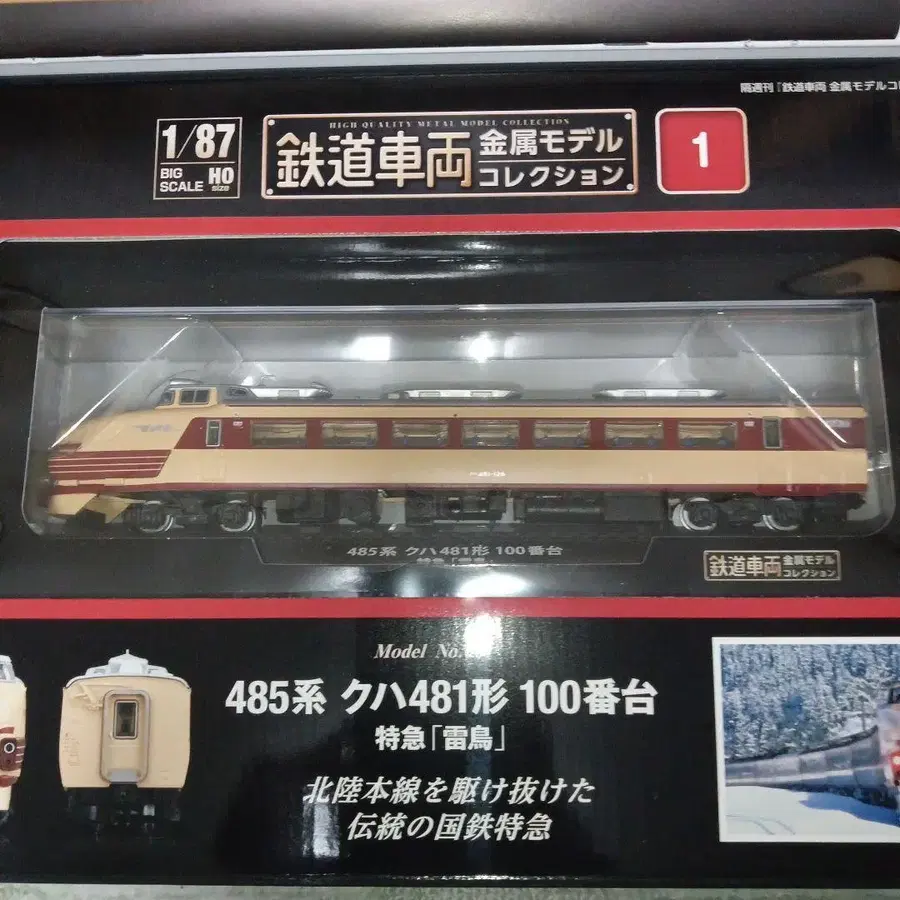 隔週刊『鉄道車両 金属モデルコレ
1/87
BIG SCALE HO size
HIGH QUALITY METAL MODEL COLLECTION
鉄道車両 金属モデル コレクション
1
485系 クハ481形 100番台
特急「雷鳥」
鉄道車両 金属モデル コレクション
Model No.
485系 クハ481形 100番台
特急「雷鳥」
北陸本線を駆け抜けた
伝統の国鉄特急